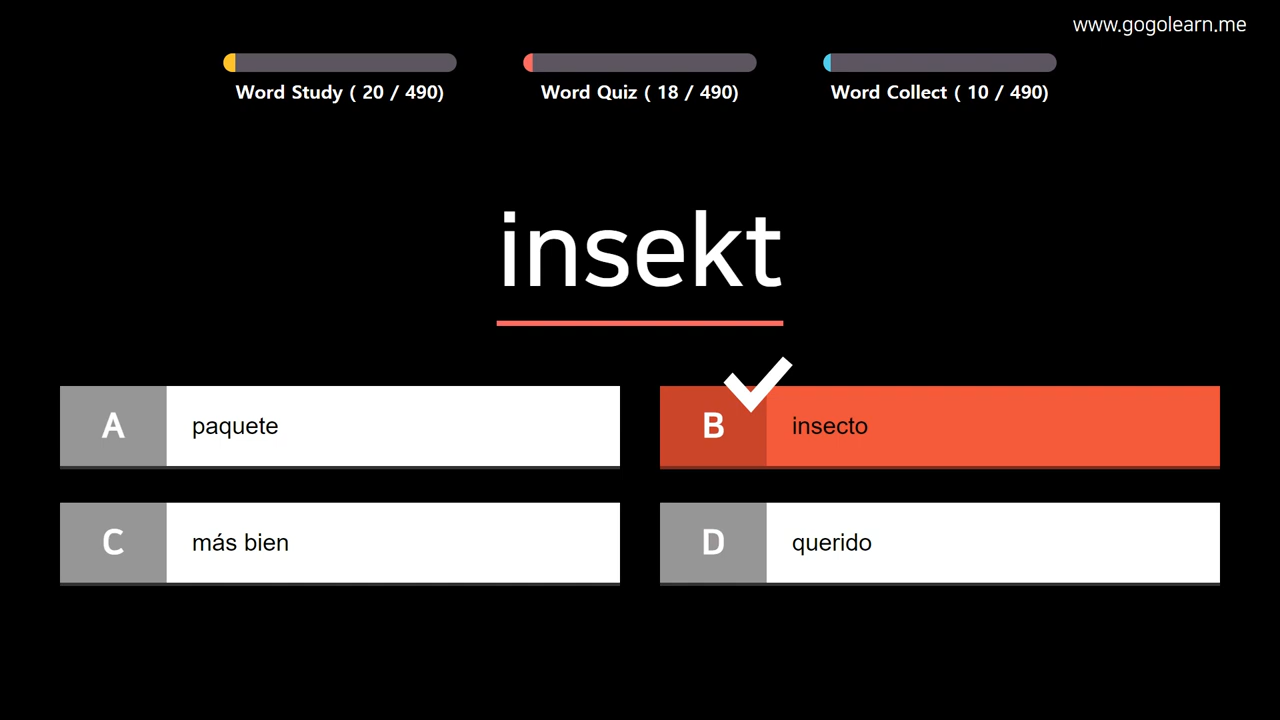 www.gogolearn.me
Word Study ( 20 / 490)
Word Quiz ( 18 / 490)
Word Collect ( 10 / 490)
insekt
A paquete
B insecto
C más bien
D querido